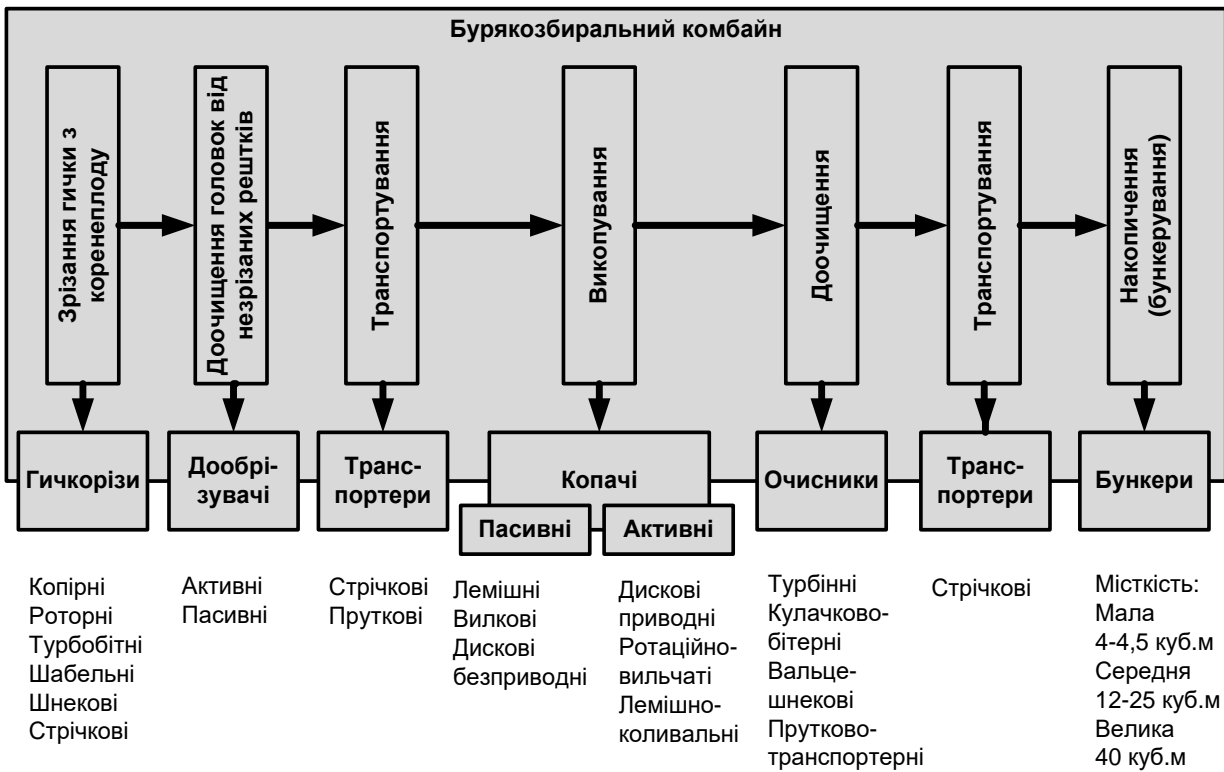 Бурякозбиральний комбайн
Зрізання гички з
коренеплоду
Доочищення головок від
незрізаних рештків
Транспортування
Викопування
Доочищення
Транспортування
Накопичення
(бункерування)
Гичкорізи
Дообрі-
зувачі
Транс-
портери
Копачі
Пасивні
Активні
Очисники
Транс-
портери
Бункери
Копірні
Роторні
Турбобітні
Шабельні
Шнекові
Стрічкові
Активні
Пасивні
Стрічкові
Пруткові
Лемішні
Вилкові
Дискові
безприводні
Дискові
приводні
Ротаційно-
вильчаті
Лемішно-
коливальні
Турбінні
Кулачково-
бітерні
Вальце-
шнекові
Прутково-
транспортерні
Стрічкові
Місткість:
Мала
4-4,5 куб.м
Середня
12-25 куб.м
Велика
40 куб.м